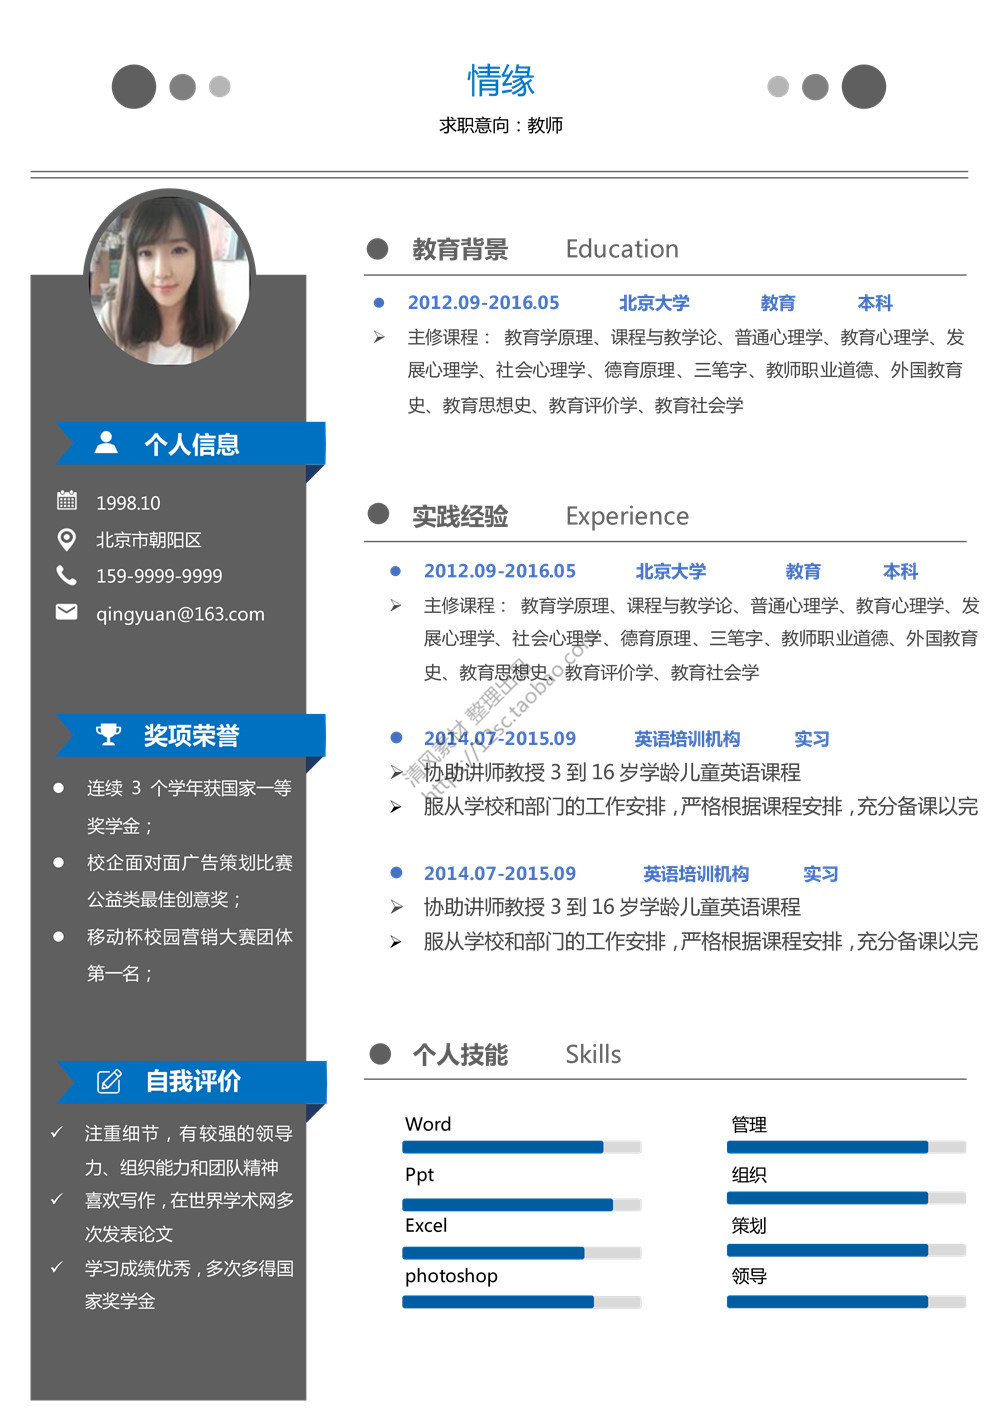 情缘
求职意向：教师
个人信息
1998.10
北京市朝阳区
159-9999-9999
qingyuan@163.com
奖项荣誉
连续 3 个学年获国家一等
奖学金；
校企面对面广告策划比赛
公益类最佳创意奖；
移动杯校园营销大赛团体
第一名；
自我评价
注重细节，有较强的领导
力、组织能力和团队精神
喜欢写作，在世界学术网多
次发表论文
学习成绩优秀，多次多得国
家奖学金
教育背景 Education
2012.09-2016.05 北京大学 教育 本科
主修课程： 教育学原理、课程与教学论、普通心理学、教育心理学、发
展心理学、社会心理学、德育原理、三笔字、教师职业道德、外国教育
史、教育思想史、教育评价学、教育社会学
实践经验 Experience
2012.09-2016.05 北京大学 教育 本科
主修课程： 教育学原理、课程与教学论、普通心理学、教育心理学、发
展心理学、社会心理学、德育原理、三笔字、教师职业道德、外国教育
史、教育思想史、教育评价学、教育社会学
2014.07-2015.09 英语培训机构 实习
协助讲师教授 3 到 16 岁学龄儿童英语课程
服从学校和部门的工作安排，严格根据课程安排，充分备课以完
2014.07-2015.09 英语培训机构 实习
协助讲师教授 3 到 16 岁学龄儿童英语课程
服从学校和部门的工作安排，严格根据课程安排，充分备课以完
个人技能 Skills
Word 管理
Ppt 组织
Excel 策划
photoshop 领导
清风素材 整理出品